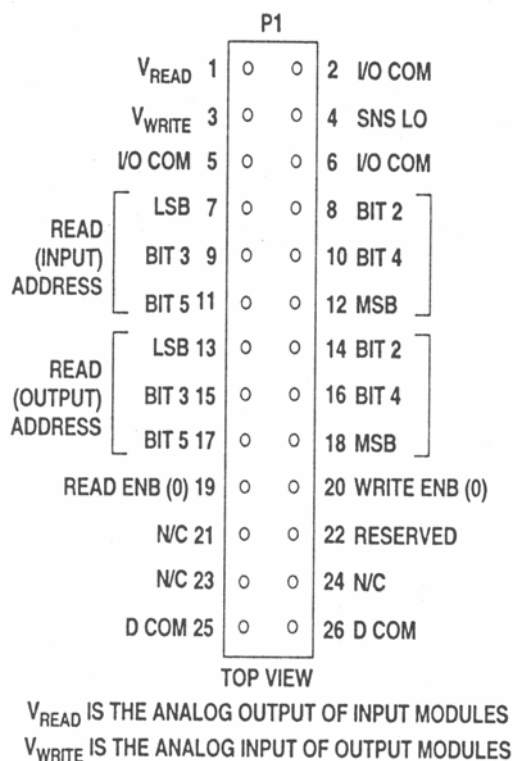 P1
V_READ 1 2 I/O COM
V_WRITE 3 4 SNS LO
I/O COM 5 6 I/O COM
LSB 7 8 BIT 2
READ (INPUT) ADDRESS
BIT 3 9 10 BIT 4
BIT 5 11 12 MSB
LSB 13 14 BIT 2
READ (OUTPUT) ADDRESS
BIT 3 15 16 BIT 4
BIT 5 17 18 MSB
READ ENB (0) 19 20 WRITE ENB (0)
N/C 21 22 RESERVED
N/C 23 24 N/C
D COM 25 26 D COM
TOP VIEW
V_READ IS THE ANALOG OUTPUT OF INPUT MODULES
V_WRITE IS THE ANALOG INPUT OF OUTPUT MODULES